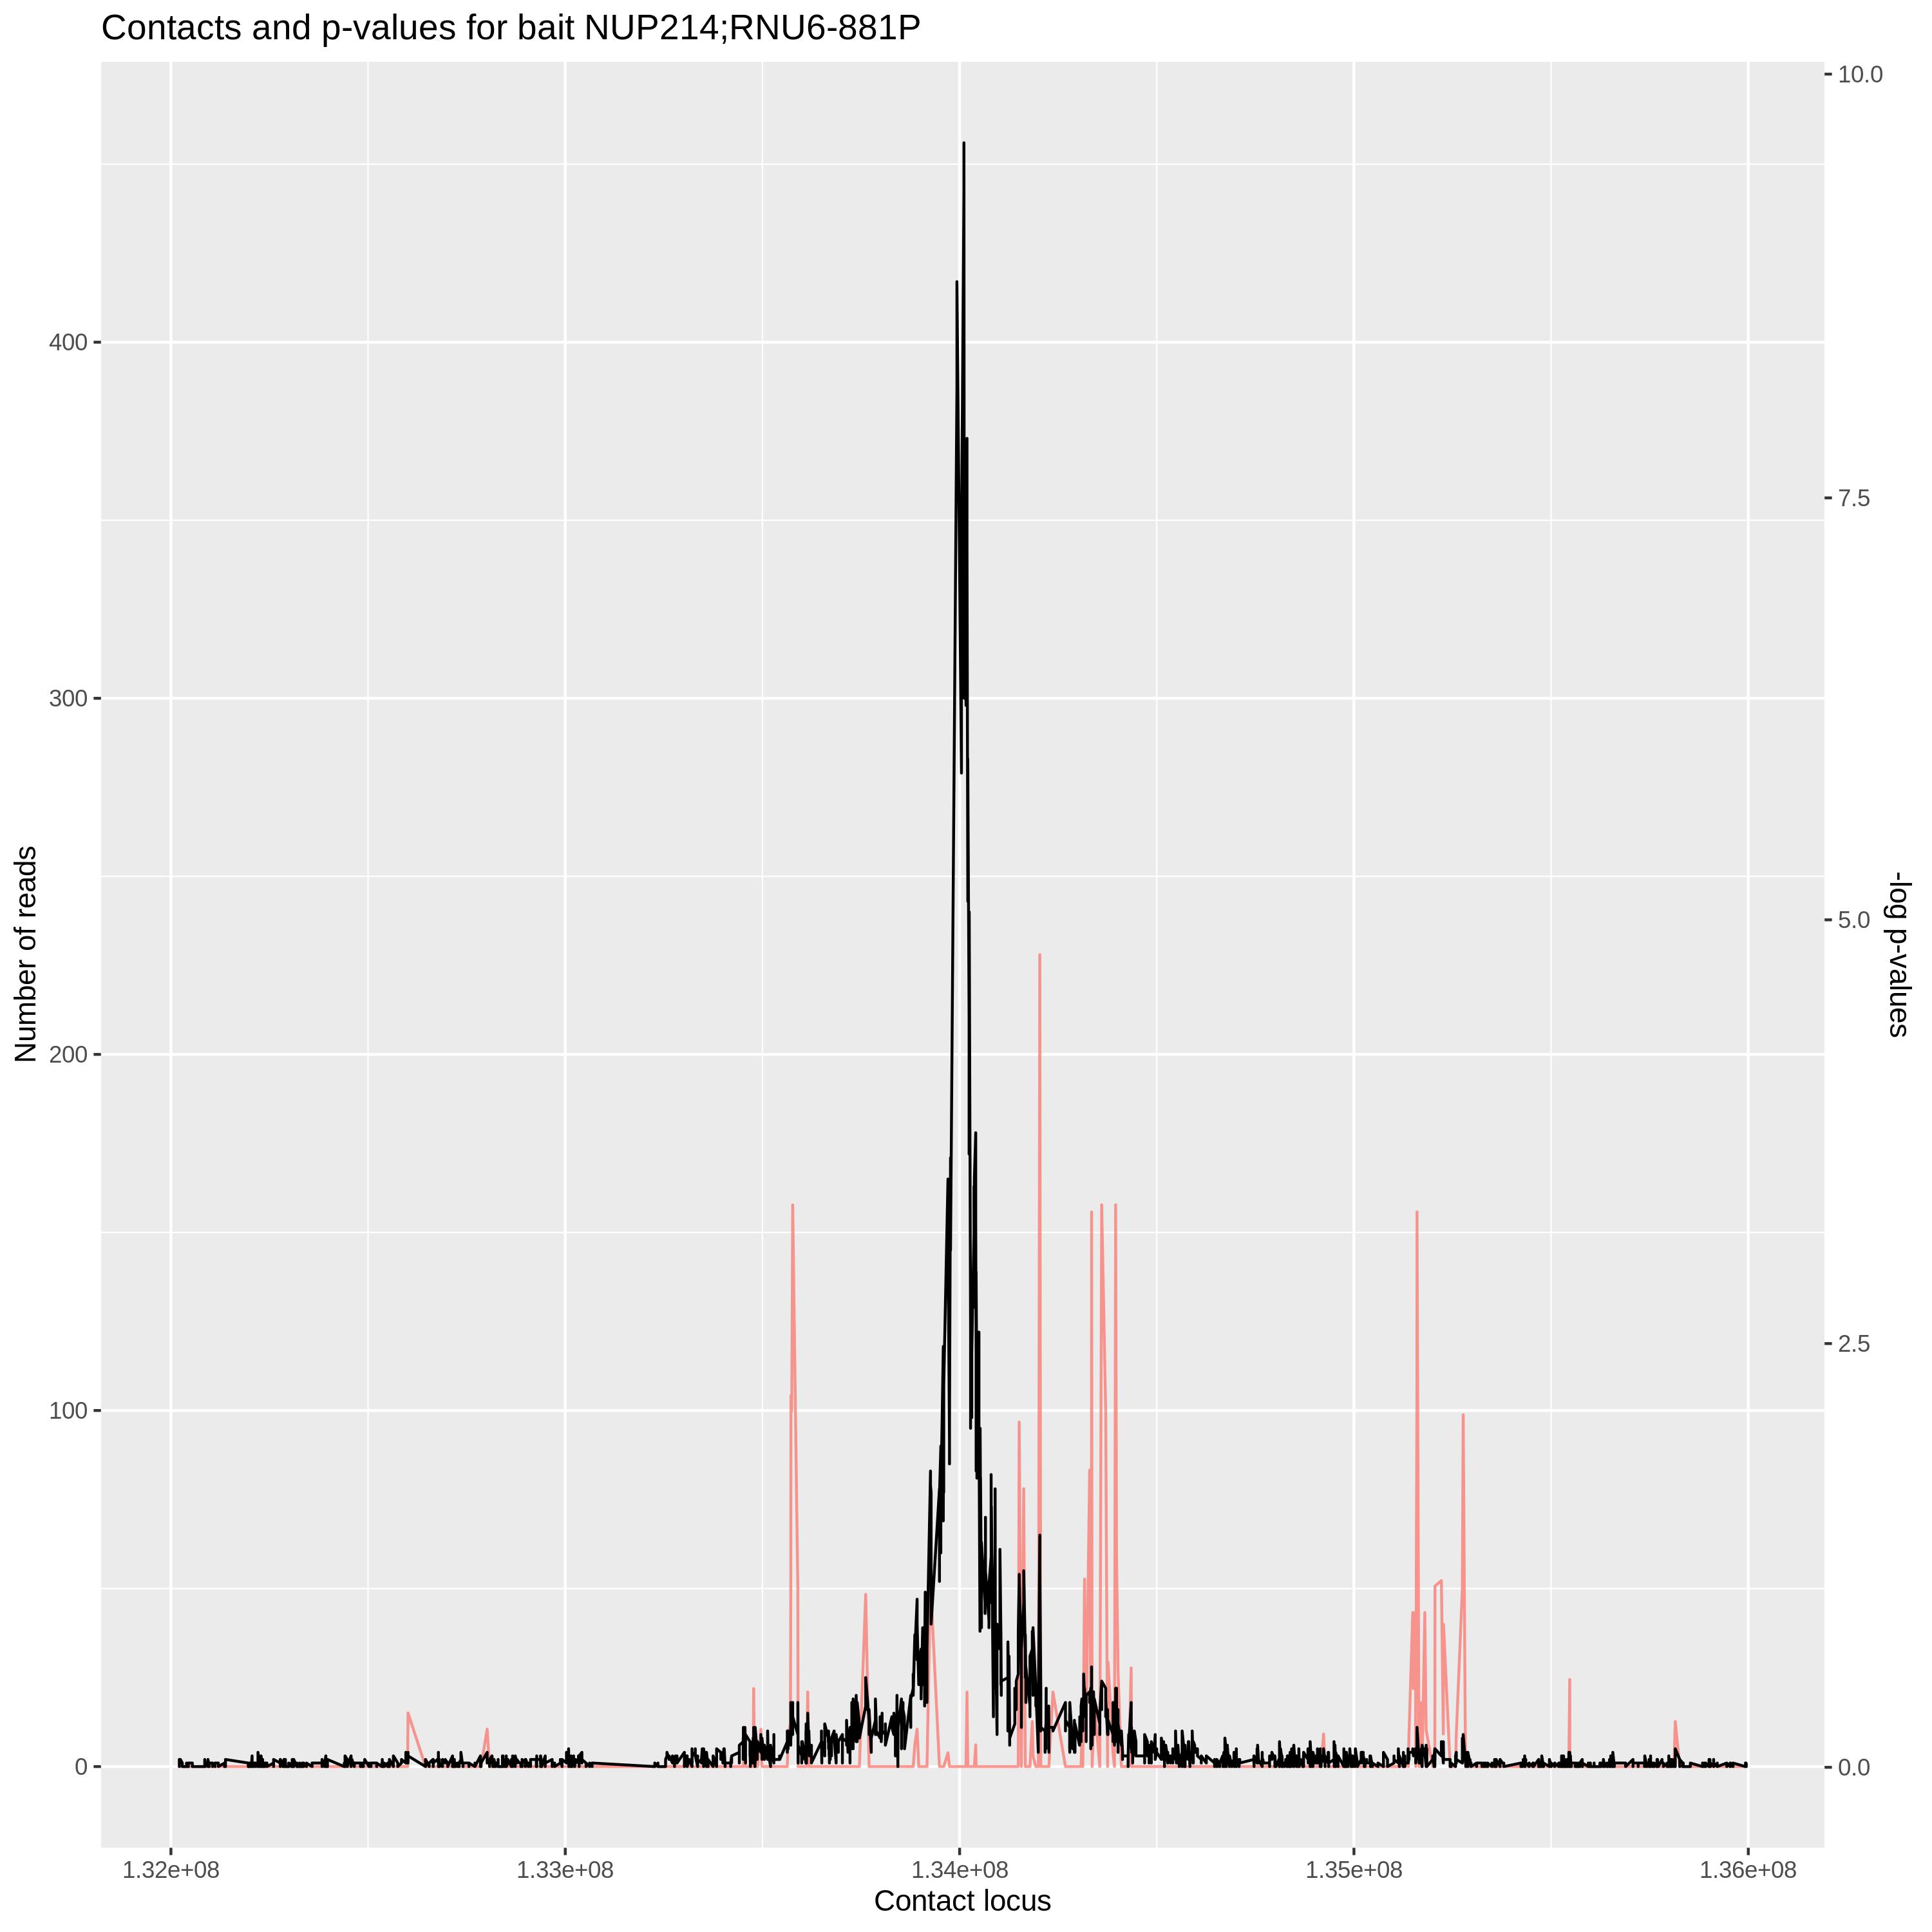 Contacts and p-values for bait NUP214;RNU6-881P
Number of reads
400
300
200
100
0
10.0
7.5
5.0
2.5
0.0
-log p-values
1.32e+08
1.33e+08
1.34e+08
1.35e+08
1.36e+08
Contact locus